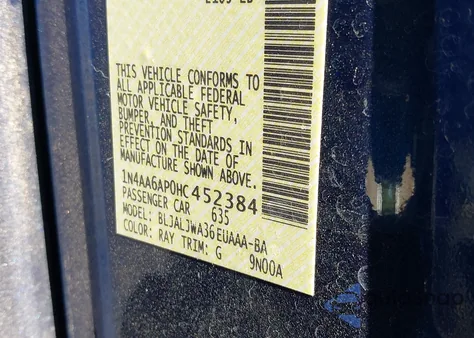 THIS VEHICLE CONFORMS TO
ALL APPLICABLE FEDERAL
MOTOR VEHICLE SAFETY,
BUMPER, AND THEFT
PREVENTION STANDARDS IN
EFFECT ON THE DATE OF
MANUFACTURE SHOWN ABOVE.
1N4AA6AP0HC452384
PASSENGER CAR 635
MODEL: BLJALJWA36EUAAA-BA
COLOR: RAY TRIM: G 9N00A